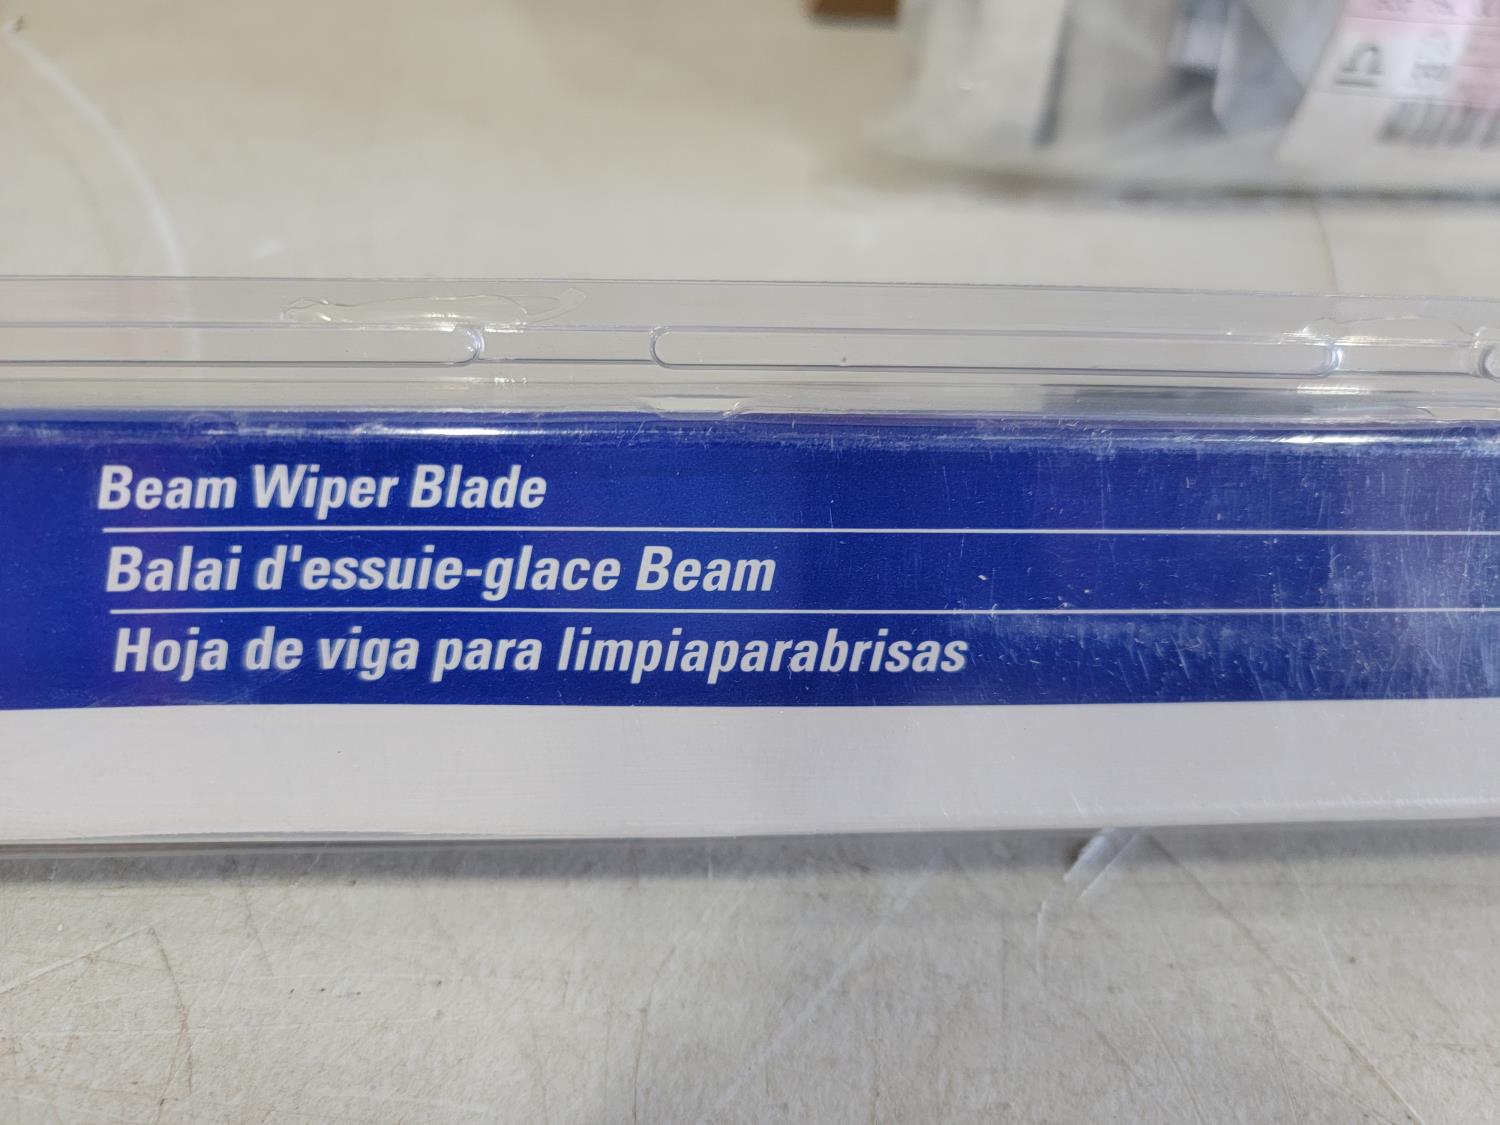 Beam Wiper Blade
Balai d'essuie-glace Beam
Hoja de viga para limpiaparabrisas